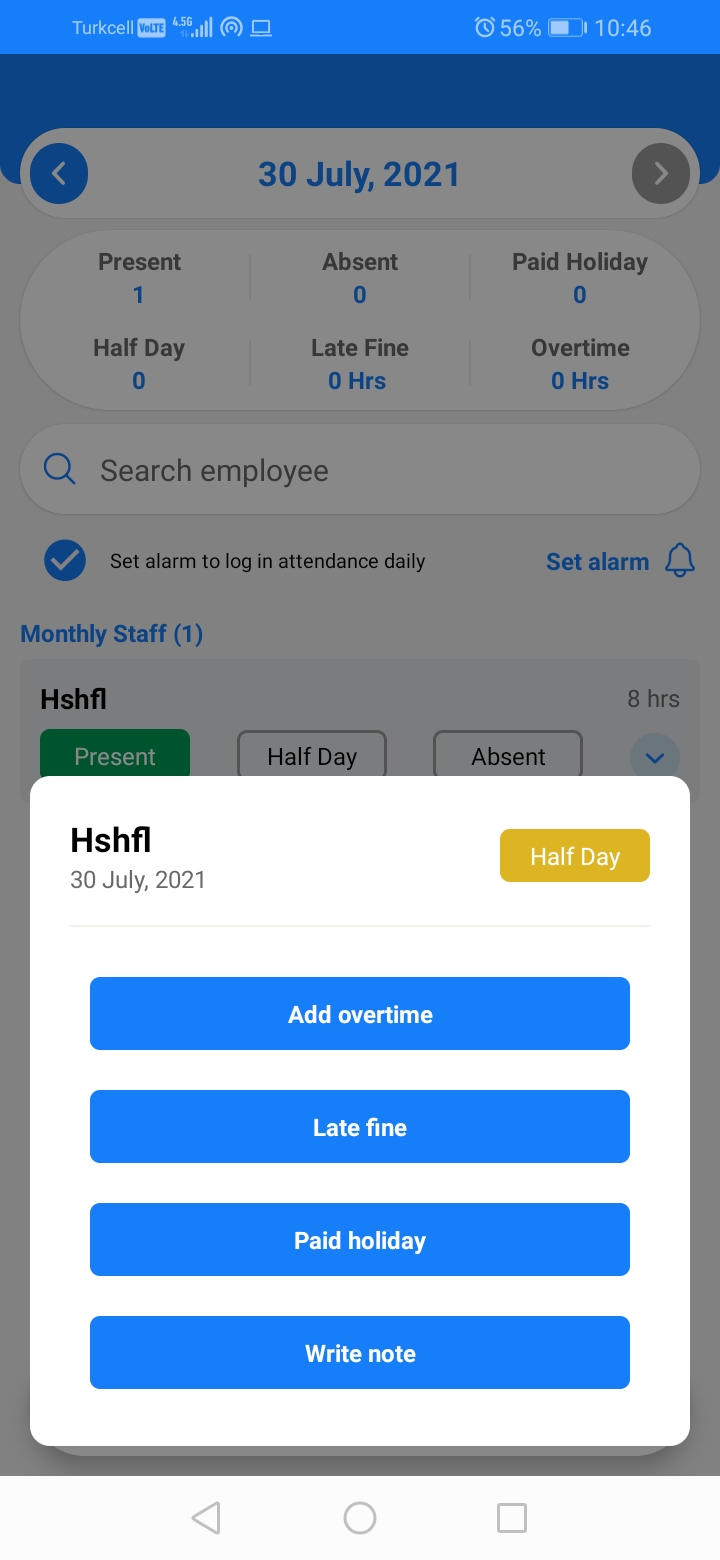 Turkcell VoLTE 4.5G 56% 10:46
30 July, 2021
Present Absent Paid Holiday
1 0 0
Half Day Late Fine Overtime
0 0 Hrs 0 Hrs
Search employee
Set alarm to log in attendance daily Set alarm
Monthly Staff (1)
Hshfl 8 hrs
Present Half Day Absent
Hshfl
30 July, 2021
Half Day
Add overtime
Late fine
Paid holiday
Write note